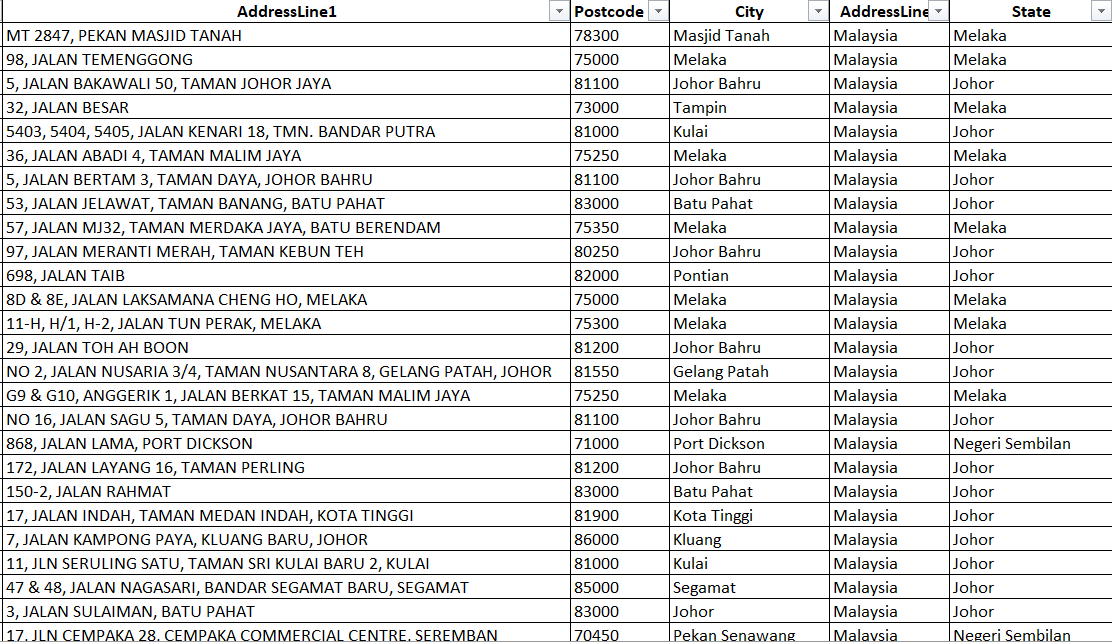 AddressLine1 Postcode City AddressLine State
MT 2847, PEKAN MASJID TANAH 78300 Masjid Tanah Malaysia Melaka
98, JALAN TEMENGGONG 75000 Melaka Malaysia Melaka
5, JALAN BAKAWALI 50, TAMAN JOHOR JAYA 81100 Johor Bahru Malaysia Johor
32, JALAN BESAR 73000 Tampin Malaysia Melaka
5403, 5404, 5405, JALAN KENARI 18, TMN. BANDAR PUTRA 81000 Kulai Malaysia Johor
36, JALAN ABADI 4, TAMAN MALIM JAYA 75250 Melaka Malaysia Melaka
5, JALAN BERTAM 3, TAMAN DAYA, JOHOR BAHRU 81100 Johor Bahru Malaysia Johor
53, JALAN JELAWAT, TAMAN BANANG, BATU PAHAT 83000 Batu Pahat Malaysia Johor
57, JALAN MJ32, TAMAN MERDAKA JAYA, BATU BERENDAM 75350 Melaka Malaysia Melaka
97, JALAN MERANTI MERAH, TAMAN KEBUN TEH 80250 Johor Bahru Malaysia Johor
698, JALAN TAIB 82000 Pontian Malaysia Johor
8D & 8E, JALAN LAKSAMANA CHENG HO, MELAKA 75000 Melaka Malaysia Melaka
11-H, H/1, H-2, JALAN TUN PERAK, MELAKA 75300 Melaka Malaysia Melaka
29, JALAN TOH AH BOON 81200 Johor Bahru Malaysia Johor
NO 2, JALAN NUSARIA 3/4, TAMAN NUSANTARA 8, GELANG PATAH, JOHOR 81550 Gelang Patah Malaysia Johor
G9 & G10, ANGGERIK 1, JALAN BERKAT 15, TAMAN MALIM JAYA 75250 Melaka Malaysia Melaka
NO 16, JALAN SAGU 5, TAMAN DAYA, JOHOR BAHRU 81100 Johor Bahru Malaysia Johor
868, JALAN LAMA, PORT DICKSON 71000 Port Dickson Malaysia Negeri Sembilan
172, JALAN LAYANG 16, TAMAN PERLING 81200 Johor Bahru Malaysia Johor
150-2, JALAN RAHMAT 83000 Batu Pahat Malaysia Johor
17, JALAN INDAH, TAMAN MEDAN INDAH, KOTA TINGGI 81900 Kota Tinggi Malaysia Johor
7, JALAN KAMPONG PAYA, KLUANG BARU, JOHOR 86000 Kluang Malaysia Johor
11, JLN SERULING SATU, TAMAN SRI KULAI BARU 2, KULAI 81000 Kulai Malaysia Johor
47 & 48, JALAN NAGASARI, BANDAR SEGAMAT BARU, SEGAMAT 85000 Segamat Malaysia Johor
3, JALAN SULAIMAN, BATU PAHAT 83000 Johor Malaysia Johor
17, JLN CEMPAKA 28, CEMPAKA COMMERCIAL CENTRE, SEREMBAN 70450 Pekan Senawang Malaysia Negeri Sembilan